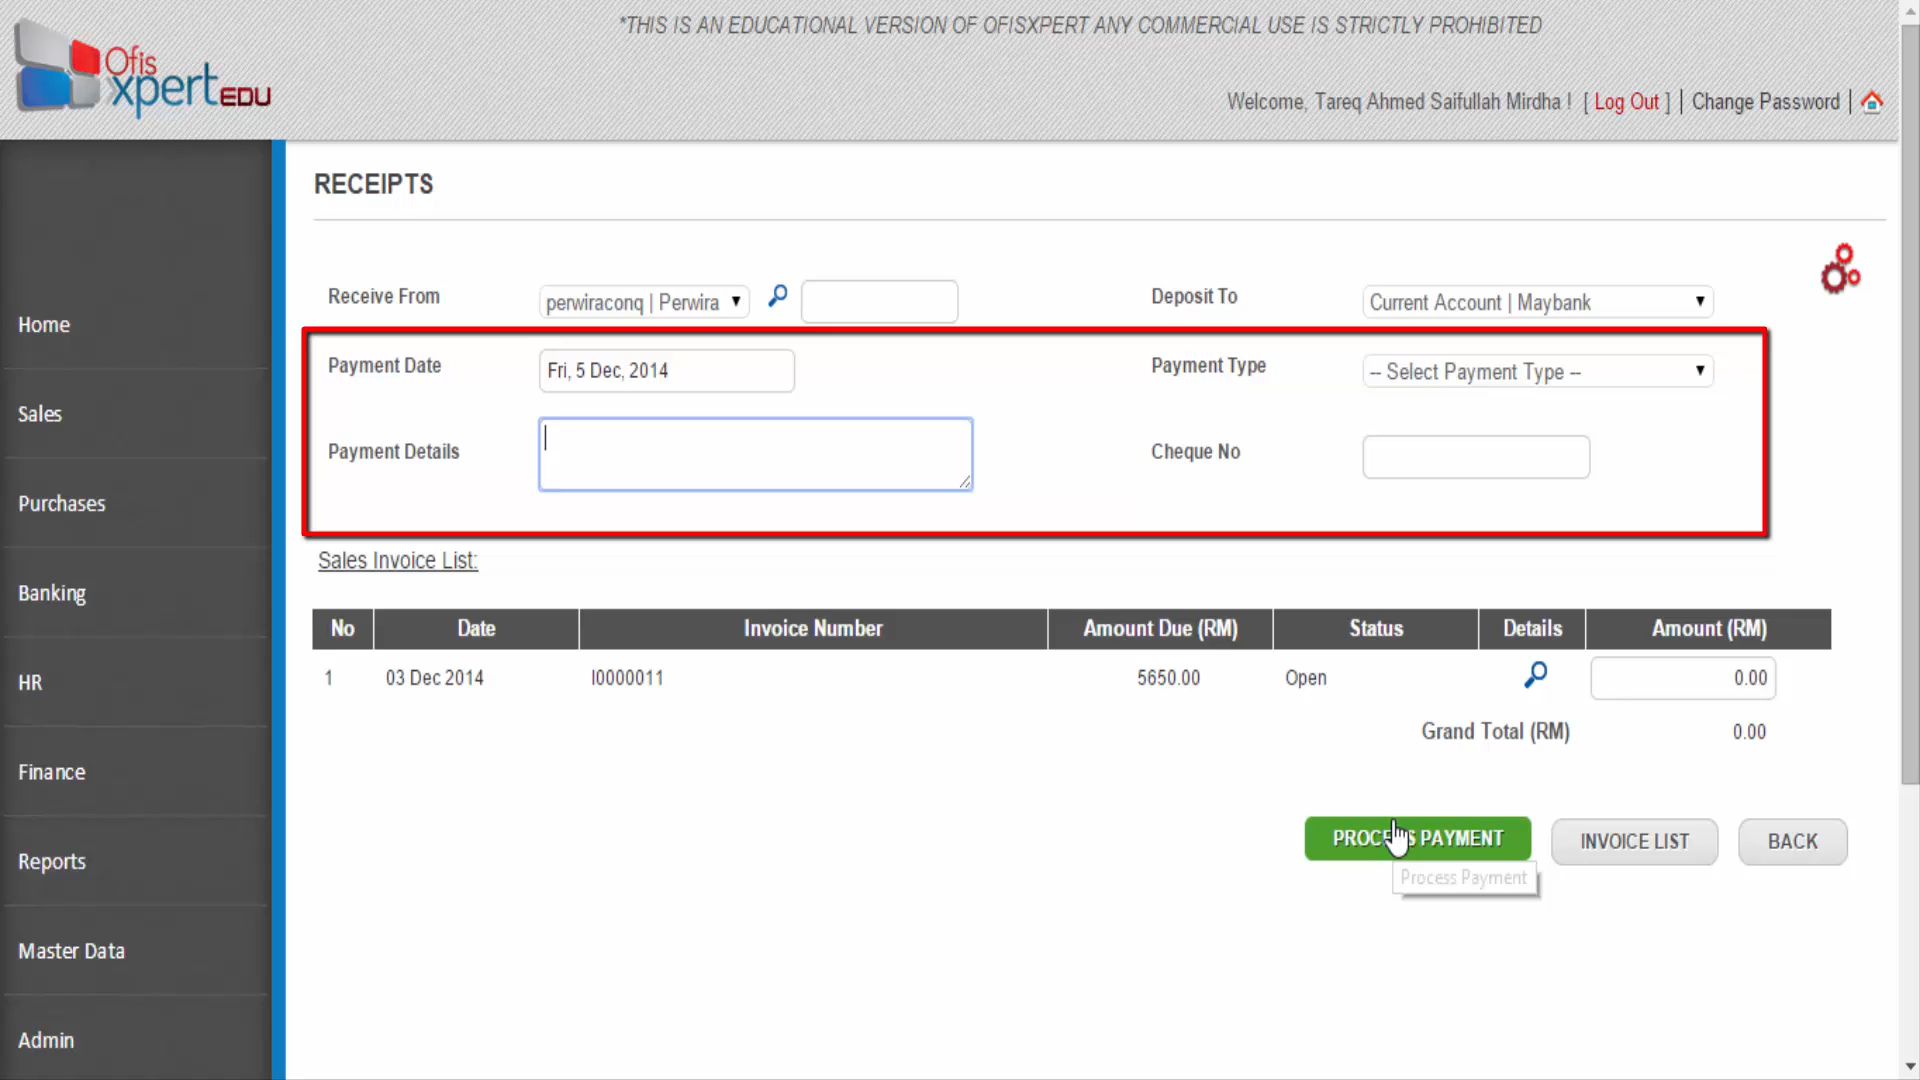 *THIS IS AN EDUCATIONAL VERSION OF OFISXPERT ANY COMMERCIAL USE IS STRICTLY PROHIBITED
Ofis
XpertEDU
Welcome, Tareq Ahmed Saifullah Mirdha ! [ Log Out ] | Change Password |
RECEIPTS
Receive From perwiraconq | Perwira Deposit To Current Account | Maybank
Payment Date Fri, 5 Dec, 2014 Payment Type -- Select Payment Type --
Payment Details Cheque No
Sales Invoice List:
No Date Invoice Number Amount Due (RM) Status Details Amount (RM)
1 03 Dec 2014 I0000011 5650.00 Open 0.00
Grand Total (RM) 0.00
PROCESS PAYMENT INVOICE LIST BACK
Process Payment
Home
Sales
Purchases
Banking
HR
Finance
Reports
Master Data
Admin